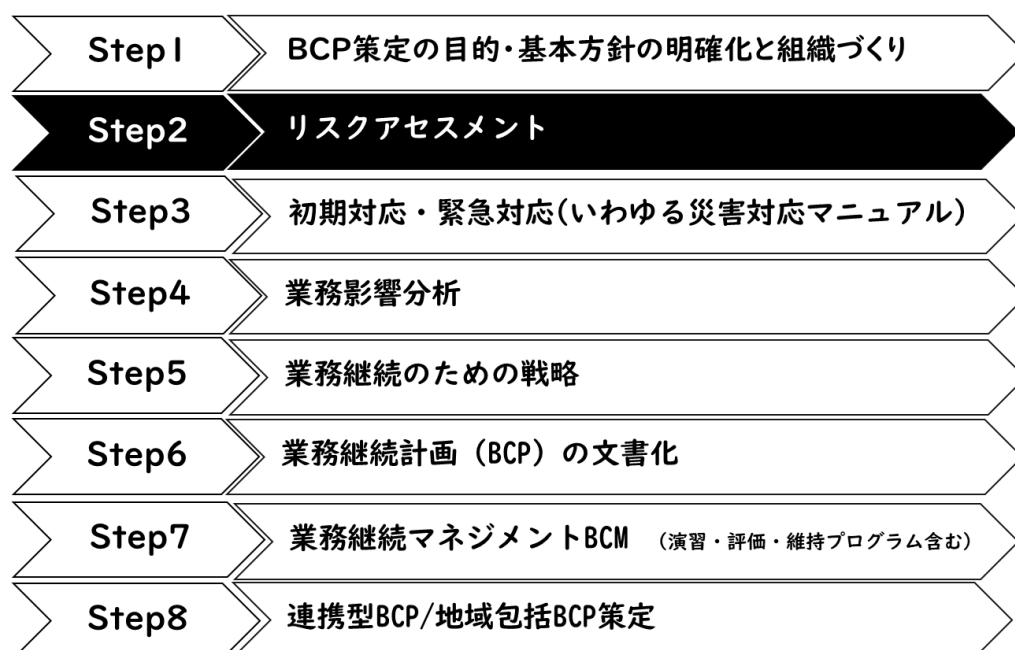 Step1 BCP策定の目的･基本方針の明確化と組織づくり
Step2 リスクアセスメント
Step3 初期対応・緊急対応(いわゆる災害対応マニュアル)
Step4 業務影響分析
Step5 業務継続のための戦略
Step6 業務継続計画（BCP）の文書化
Step7 業務継続マネジメントBCM （演習・評価・維持プログラム含む）
Step8 連携型BCP/地域包括BCP策定